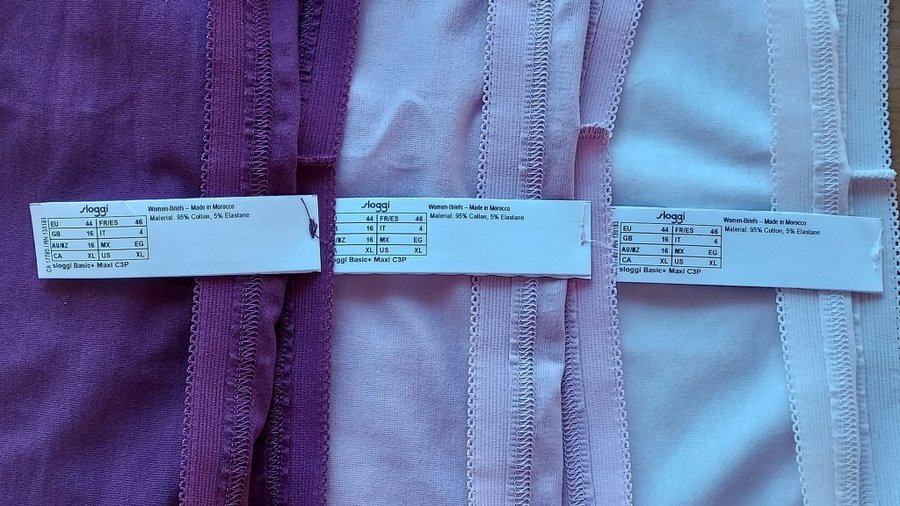 sloggi
Women-Briefs – Made in Morocco
Material: 95% Cotton, 5% Elastane
EU 44 FR/ES 46
GB 16 IT 4
AU/NZ 16 MX EG
CA XL US XL
sloggi Basic+ Maxi C3P
sloggi
Women-Briefs – Made in Morocco
Material: 95% Cotton, 5% Elastane
44 FR/ES 46
16 IT 4
AU/NZ 16 MX EG
CA XL US XL
sloggi Basic+ Maxi C3P
sloggi
Women-Briefs – Made in Morocco
Material: 95% Cotton, 5% Elastane
EU 44 FR/ES 46
GB 16 IT 4
AU/NZ 16 MX EG
CA XL US XL
sloggi Basic+ Maxi C3P